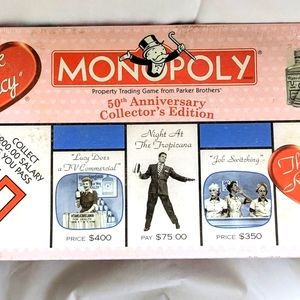 MONOPOLY
Property Trading Game from Parker Brothers
50th Anniversary
Collector's Edition
COLLECT
SALARY
YOU PASS
"Lucy Does
a TV Commercial"
PRICE $400
Night At
The Tropicana
PAY $75.00
"Job Switching"
PRICE $350